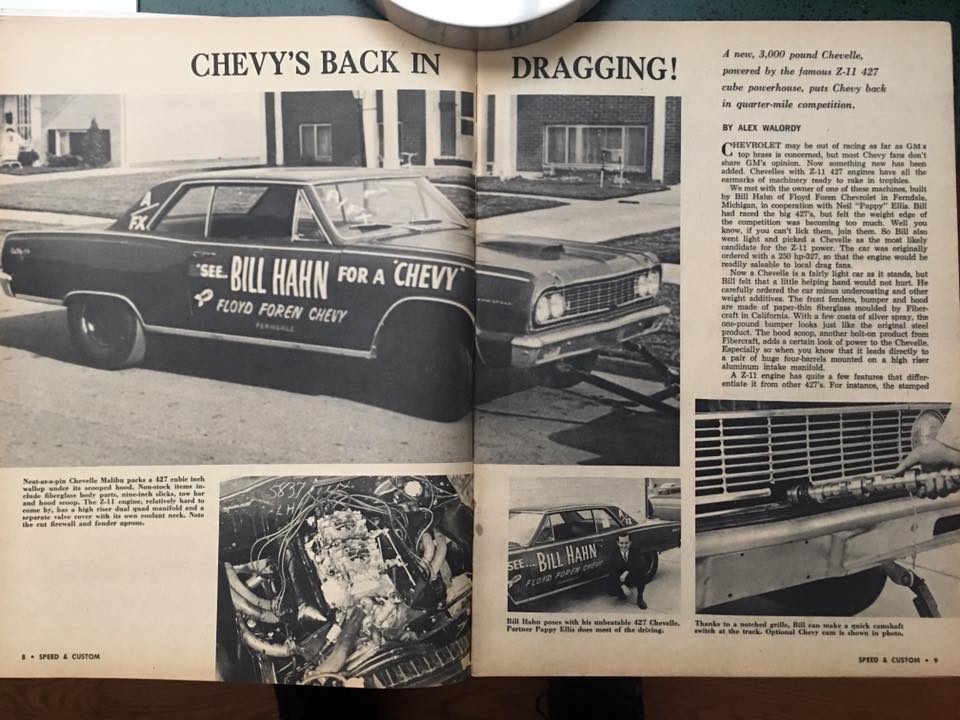 CHEVY'S BACK IN DRAGGING!
A new, 3,000 pound Chevelle,
powered by the famous Z-11 427
cube powerhouse, puts Chevy back
in quarter-mile competition.
BY ALEX WALORDY
CHEVROLET may be out of racing as far as GM's
top brass is concerned, but most Chevy fans don't
share GM's opinion. Now something new has been
added. Chevelles with Z-11 427 engines have all the
earmarks of machinery ready to rake in trophies.
We met with the owner of one of these machines, built
by Bill Hahn of Floyd Foren Chevrolet in Ferndale,
Michigan, in cooperation with Neil "Pappy" Ellis. Bill
had raced the big 427's, but felt the weight edge of
the competition was becoming too much. Well you
know, if you can't lick them, join them. So Bill also
went light and picked a Chevelle as the most likely
candidate for the Z-11 power. The car was originally
ordered with a 250 hp-327, so that the engine would be
readily saleable to local drag fans.
Now a Chevelle is a fairly light car as it stands, but
Bill felt that a little helping hand would not hurt. He
carefully ordered the car minus undercoating and other
weight additives. The front fenders, bumper and hood
are made of paper-thin fiberglass moulded by Fiber-
craft in California. With a few coats of silver spray, the
one-pound bumper looks just like the original steel
product. The hood scoop, another bolt-on product from
Fibercraft, adds a certain look of power to the Chevelle.
Especially so when you know that it leads directly to
a pair of huge four-barrels mounted on a high riser
aluminum intake manifold.
A Z-11 engine has quite a few features that differ-
entiate it from other 427's. For instance, the stamped
A/
FX
"SEE.. BILL HAHN FOR A "CHEVY"
FLOYD FOREN CHEVY
FERNDALE
Neat-as-a-pin Chevelle Malibu packs a 427 cubic inch
wallop under its scooped hood. Non-stock items in-
clude fiberglass body parts, nine-inch slicks, tow bar
and hood scoop. The Z-11 engine, relatively hard to
come by, has a high riser dual quad manifold and a
separate valve cover with its own coolant neck. Note
the cut firewall and fender aprons.
SEE... BILL HAHN
FLOYD FOREN CHEVY
Bill Hahn poses with his unbeatable 427 Chevelle.
Partner Pappy Ellis does most of the driving.
Thanks to a notched grille, Bill can make a quick camshaft
switch at the track. Optional Chevy cam is shown in photo.
8 • SPEED & CUSTOM
SPEED & CUSTOM • 9